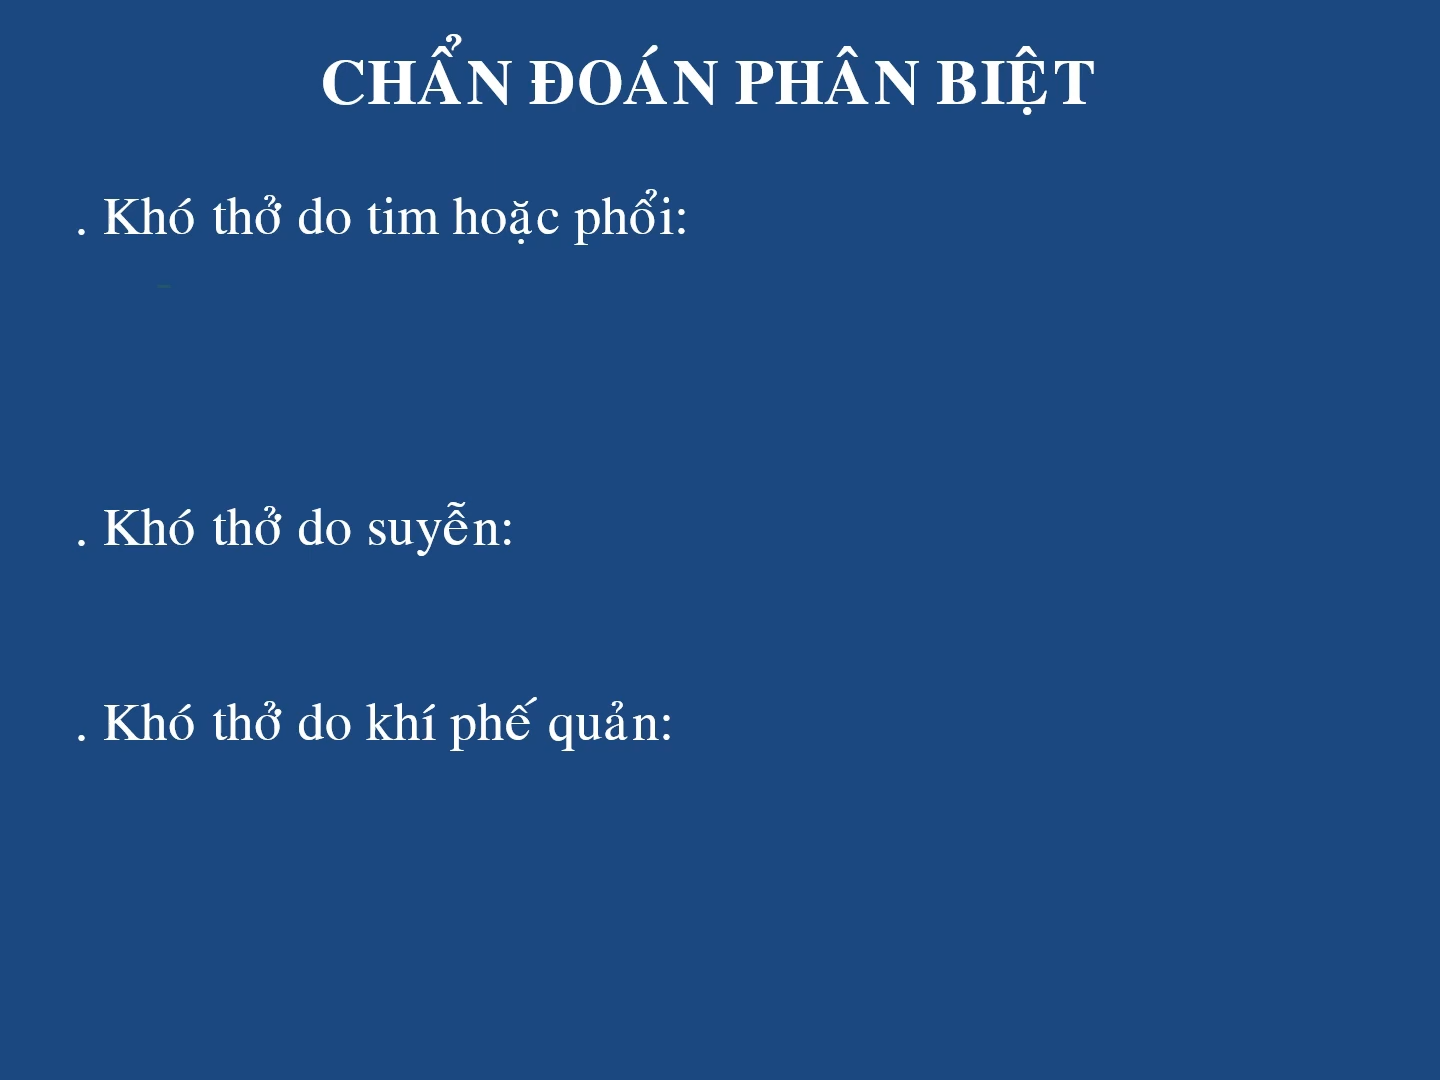 CHẨN ĐOÁN PHÂN BIỆT
. Khó thở do tim hoặc phổi:
-
. Khó thở do suyễn:
. Khó thở do khí phế quản: